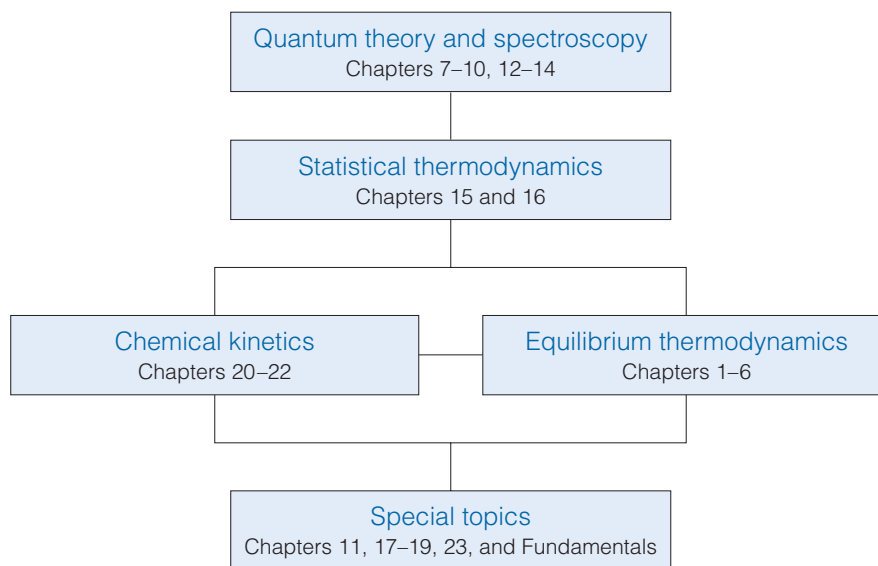 Quantum theory and spectroscopy
Chapters 7–10, 12–14
Statistical thermodynamics
Chapters 15 and 16
Chemical kinetics
Chapters 20–22
Equilibrium thermodynamics
Chapters 1–6
Special topics
Chapters 11, 17–19, 23, and Fundamentals